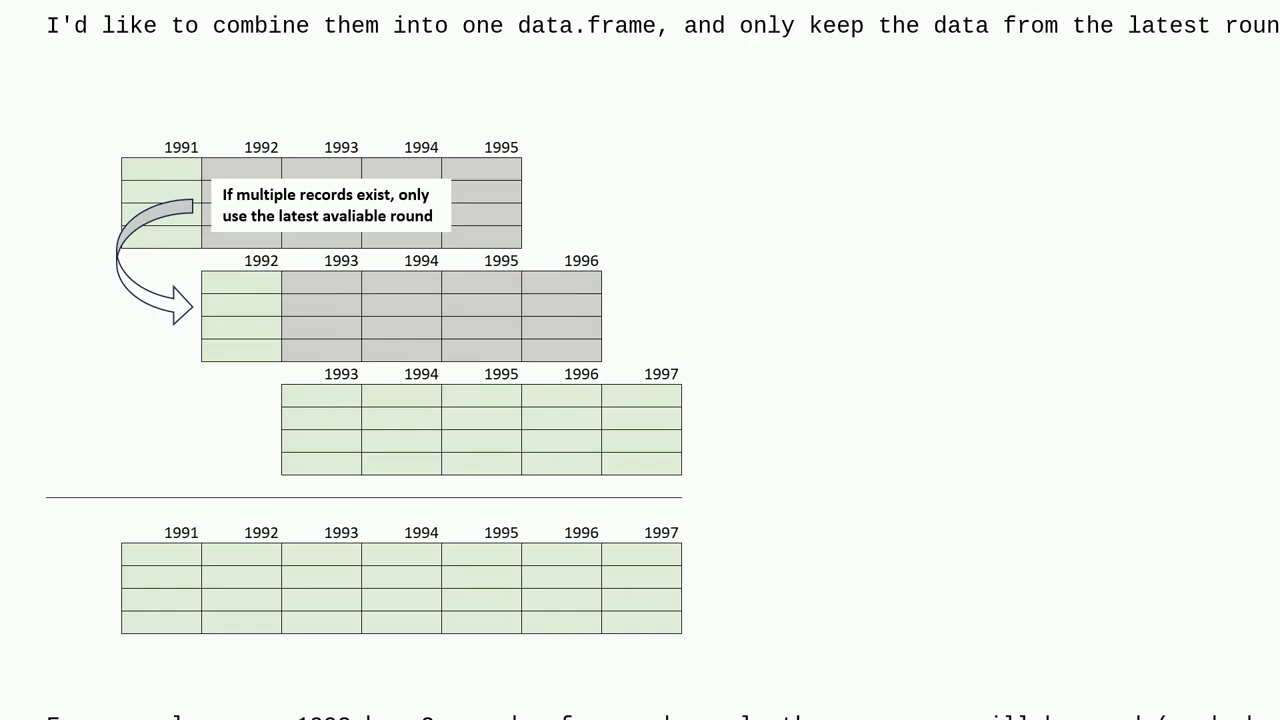 I'd like to combine them into one data.frame, and only keep the data from the latest roun
1991 1992 1993 1994 1995
If multiple records exist, only
use the latest avaliable round
1992 1993 1994 1995 1996
1993 1994 1995 1996 1997
1991 1992 1993 1994 1995 1996 1997